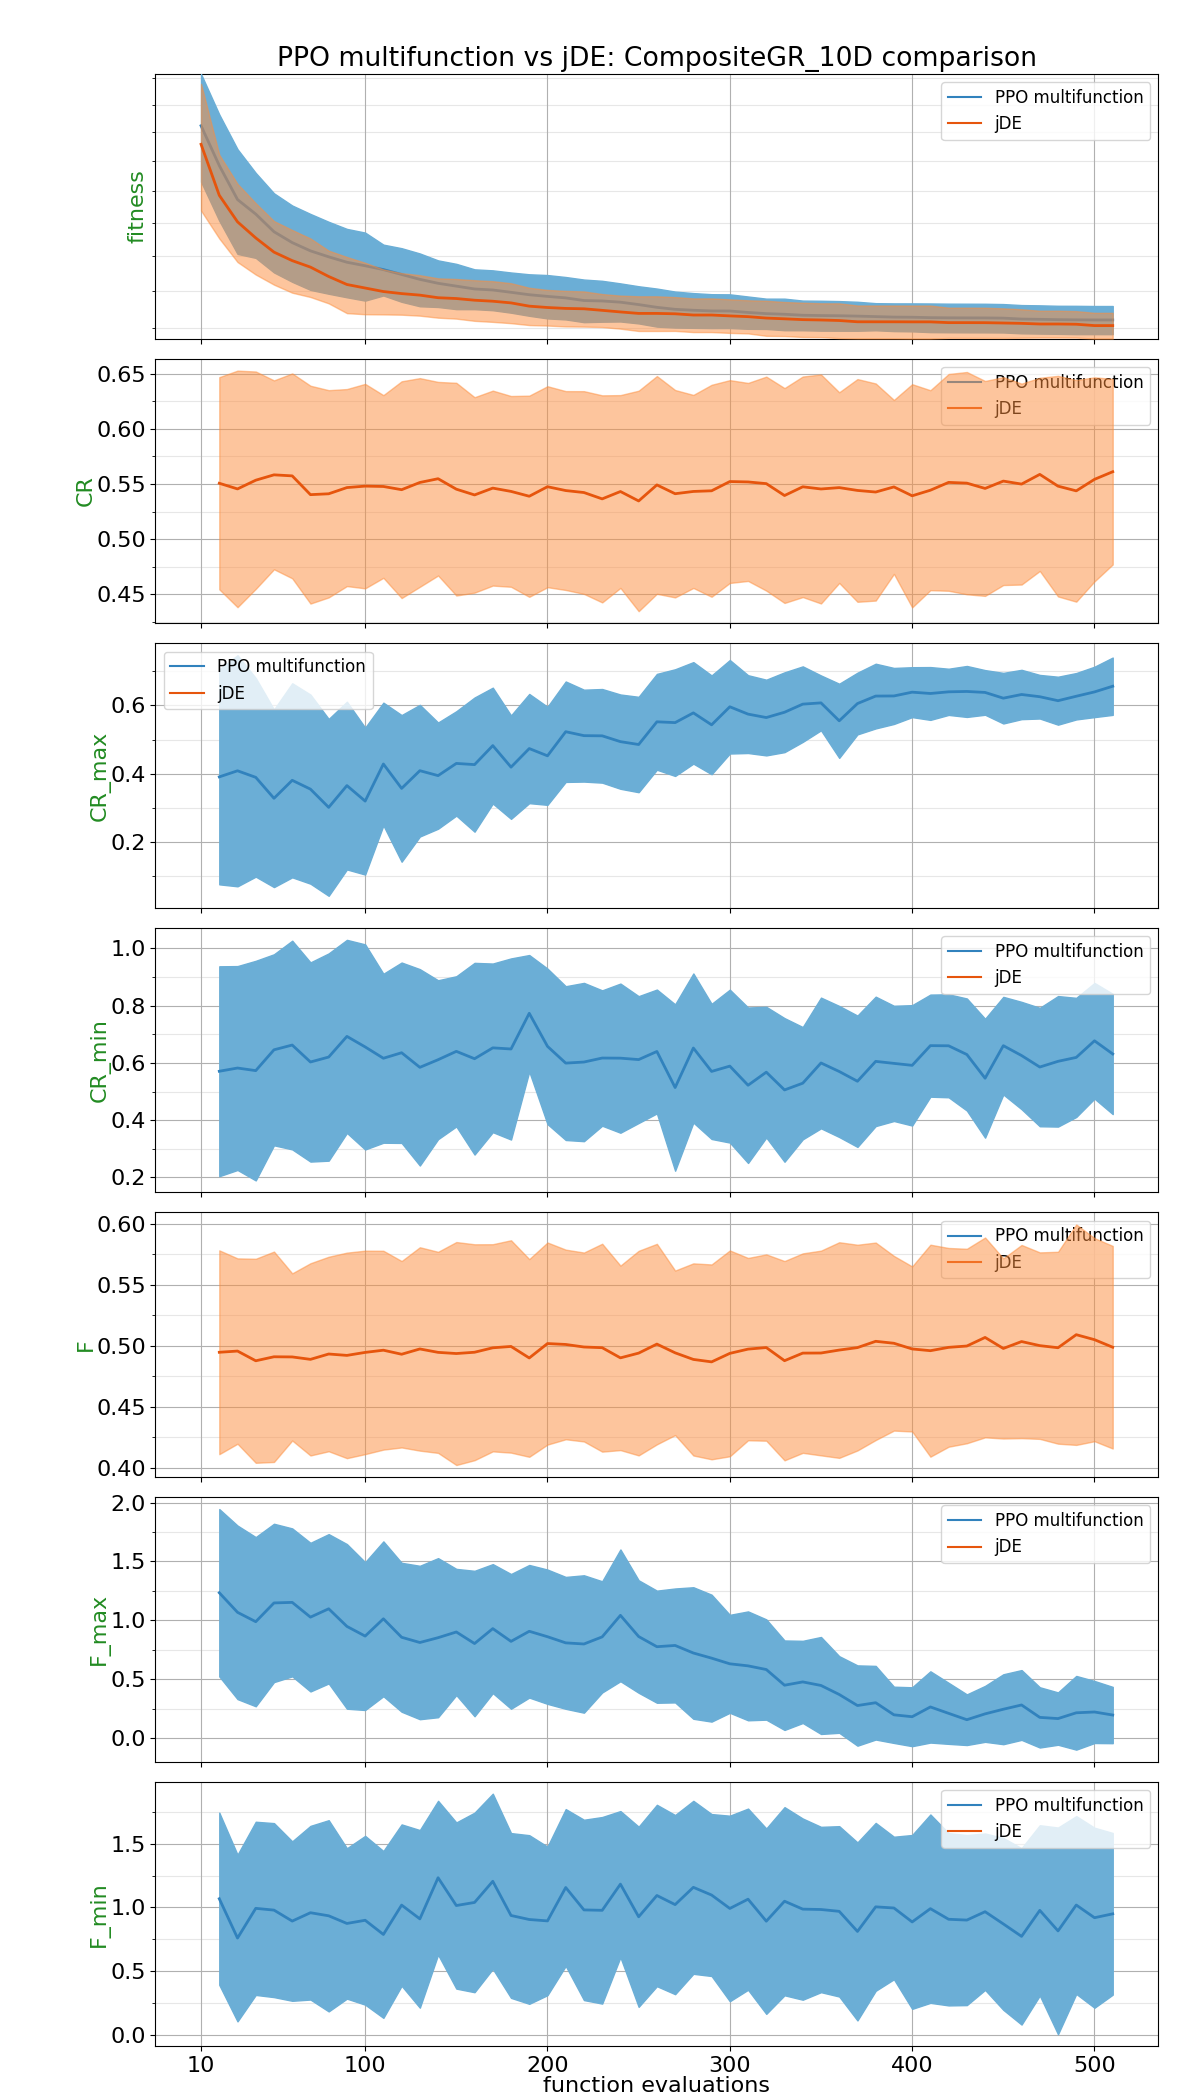 PPO multifunction vs jDE: CompositeGR_10D comparison
fitness
PPO multifunction
jDE
CR
0.65
0.60
0.55
0.50
0.45
PPO multifunction
jDE
CR_max
0.6
0.4
0.2
PPO multifunction
jDE
CR_min
1.0
0.8
0.6
0.4
0.2
PPO multifunction
jDE
F
0.60
0.55
0.50
0.45
0.40
PPO multifunction
jDE
F_max
2.0
1.5
1.0
0.5
0.0
PPO multifunction
jDE
F_min
1.5
1.0
0.5
0.0
PPO multifunction
jDE
10 100 200 300 400 500
function evaluations